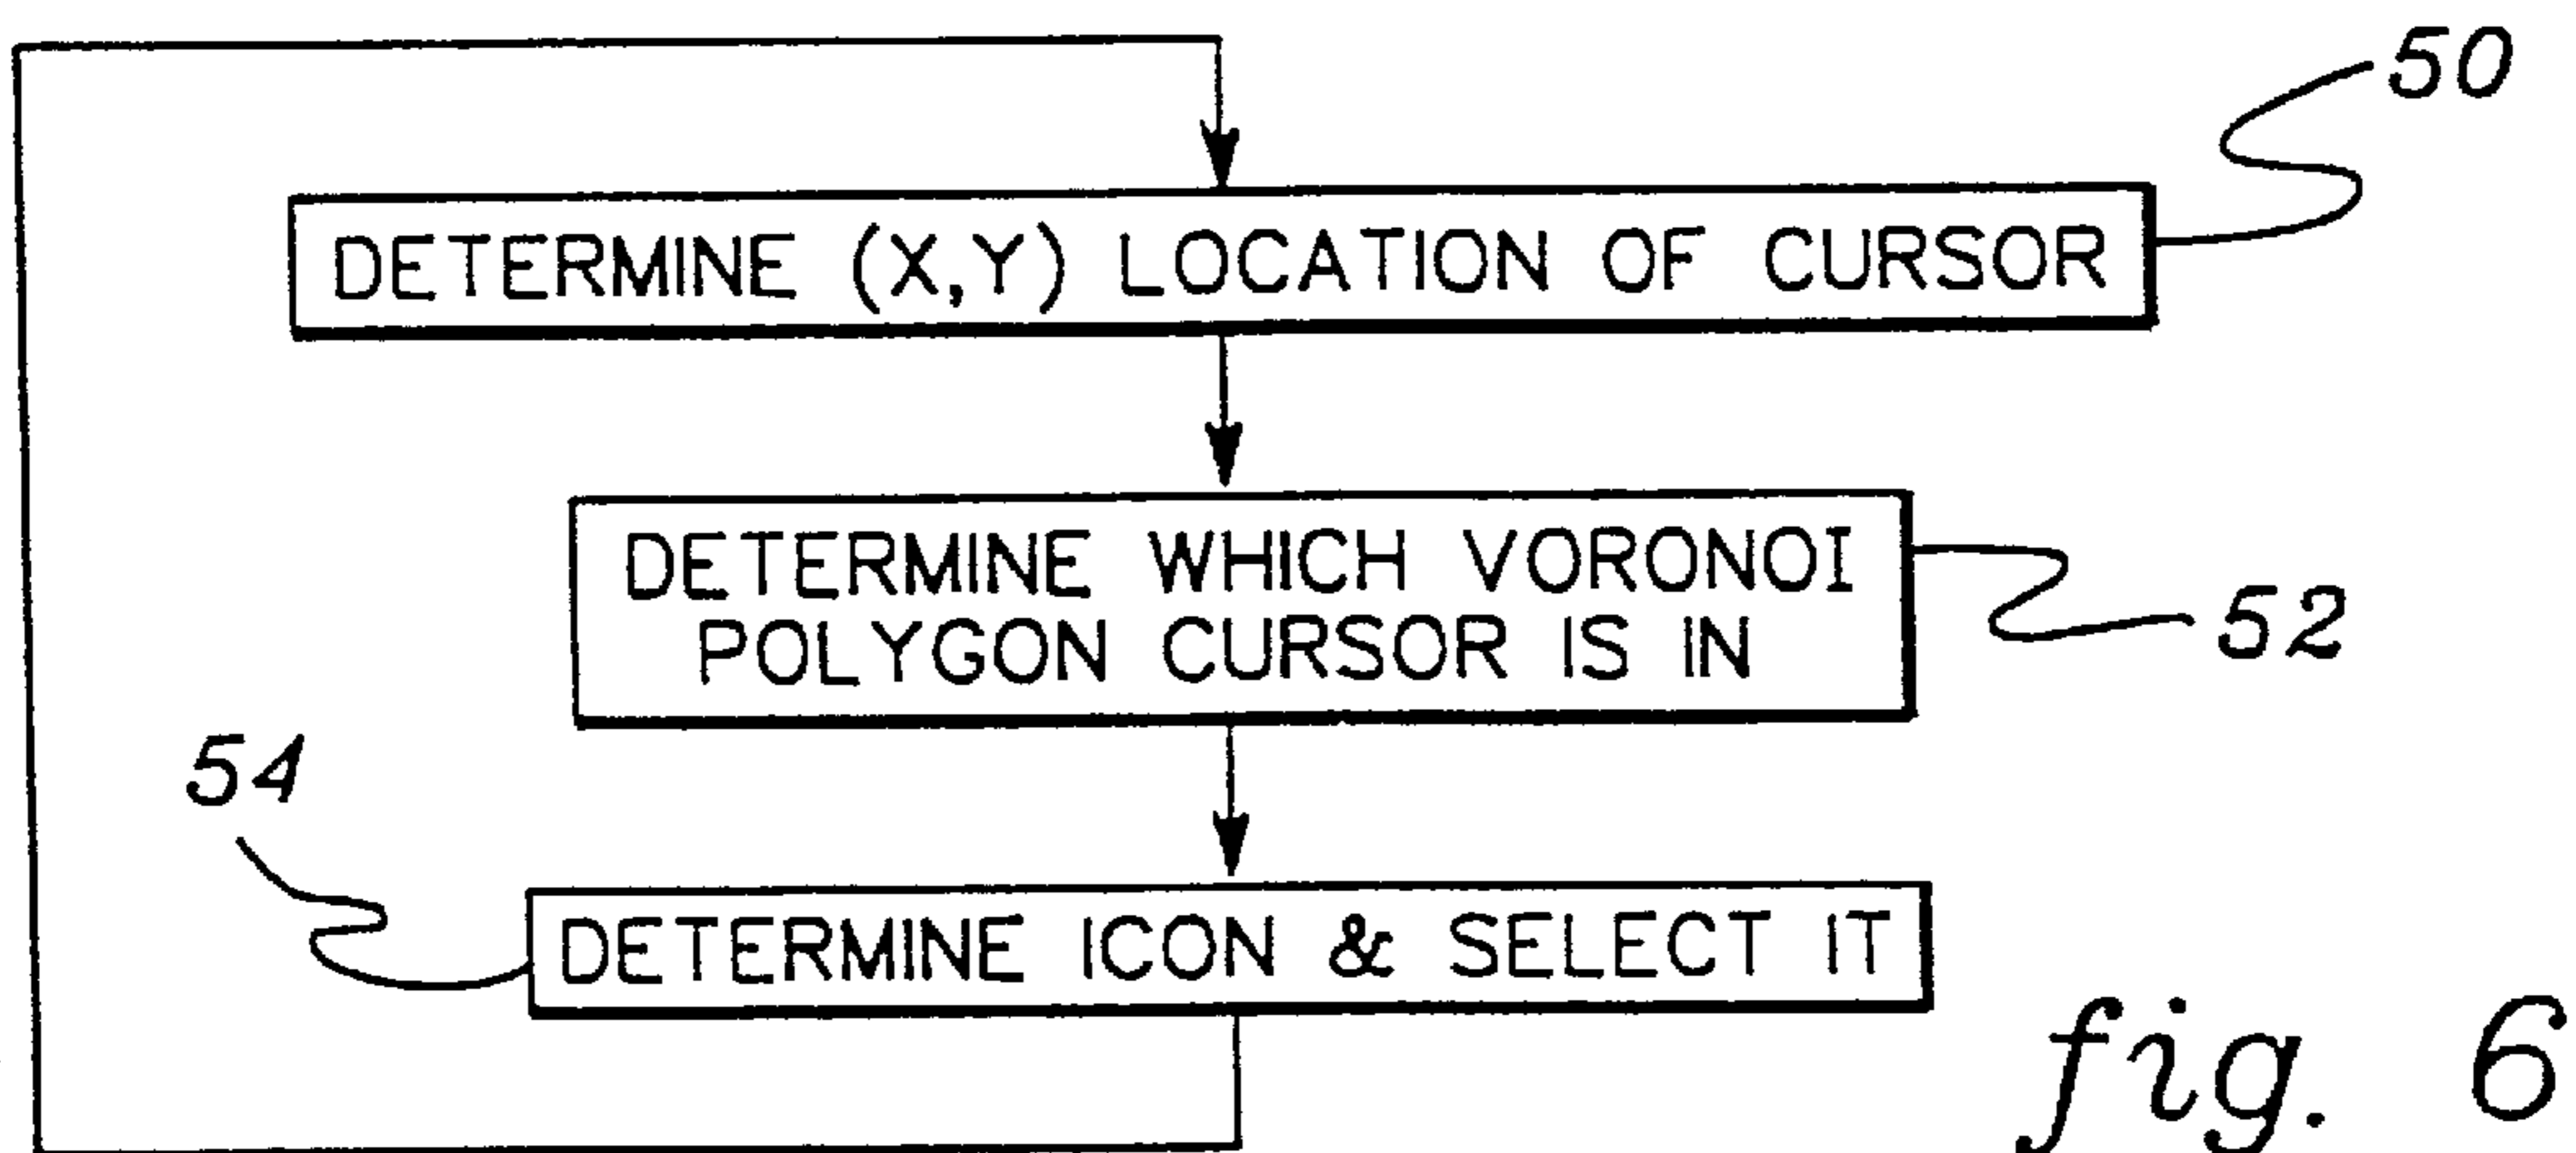 50
DETERMINE (X,Y) LOCATION OF CURSOR
DETERMINE WHICH VORONOI
POLYGON CURSOR IS IN
52
54
DETERMINE ICON & SELECT IT
fig. 6